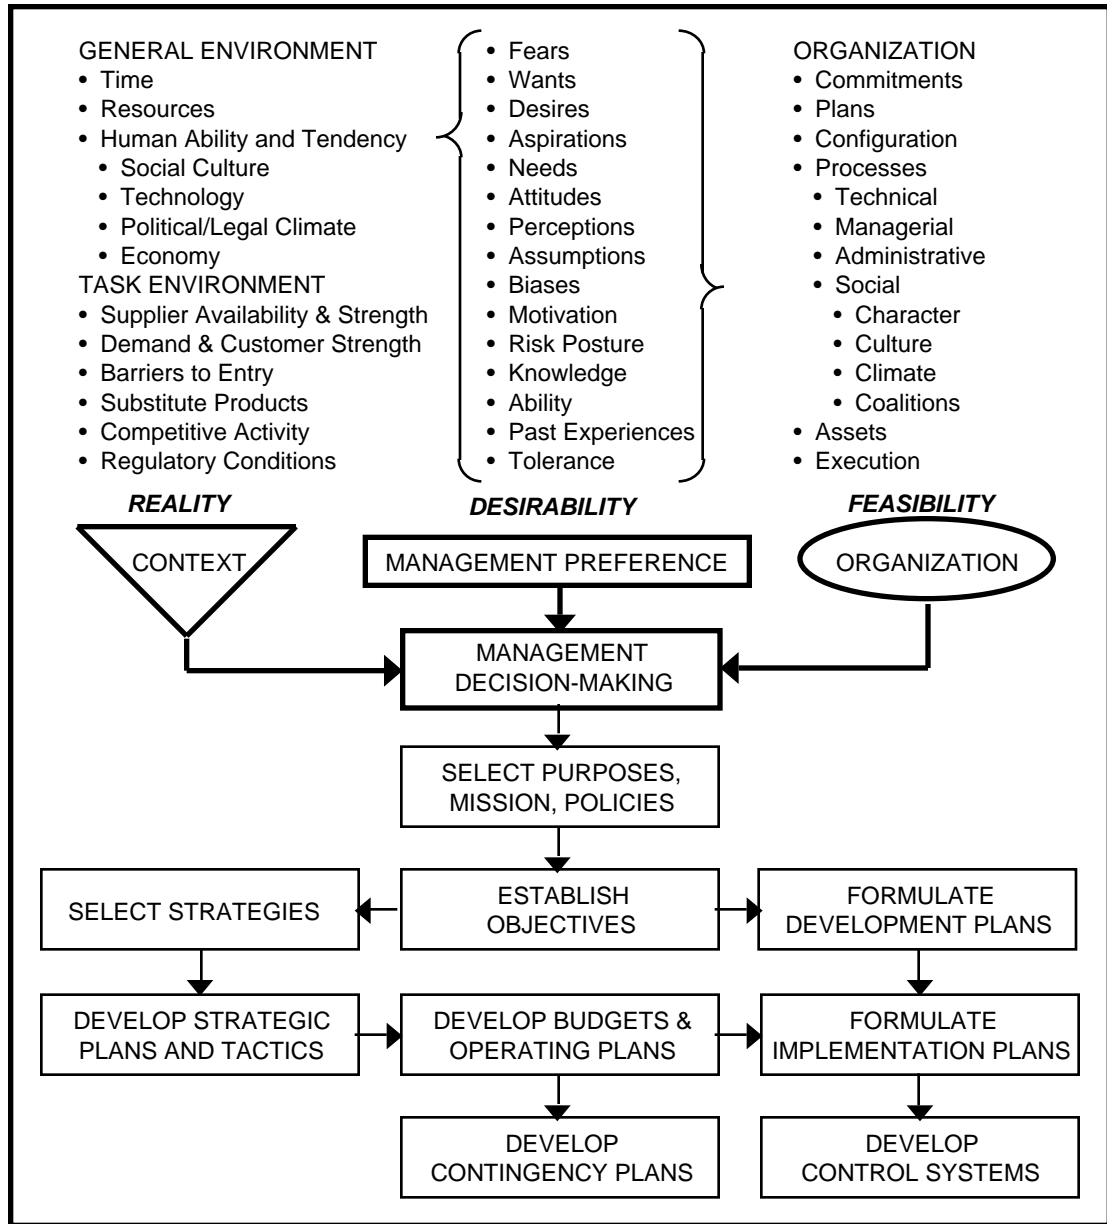 GENERAL ENVIRONMENT
• Time
• Resources
• Human Ability and Tendency
• Social Culture
• Technology
• Political/Legal Climate
• Economy
TASK ENVIRONMENT
• Supplier Availability & Strength
• Demand & Customer Strength
• Barriers to Entry
• Substitute Products
• Competitive Activity
• Regulatory Conditions
• Fears
• Wants
• Desires
• Aspirations
• Needs
• Attitudes
• Perceptions
• Assumptions
• Biases
• Motivation
• Risk Posture
• Knowledge
• Ability
• Past Experiences
• Tolerance
ORGANIZATION
• Commitments
• Plans
• Configuration
• Processes
• Technical
• Managerial
• Administrative
• Social
• Character
• Culture
• Climate
• Coalitions
• Assets
• Execution
REALITY
DESIRABILITY
FEASIBILITY
CONTEXT
MANAGEMENT PREFERENCE
ORGANIZATION
MANAGEMENT
DECISION-MAKING
SELECT PURPOSES,
MISSION, POLICIES
SELECT STRATEGIES
ESTABLISH
OBJECTIVES
FORMULATE
DEVELOPMENT PLANS
DEVELOP STRATEGIC
PLANS AND TACTICS
DEVELOP BUDGETS &
OPERATING PLANS
FORMULATE
IMPLEMENTATION PLANS
DEVELOP
CONTINGENCY PLANS
DEVELOP
CONTROL SYSTEMS